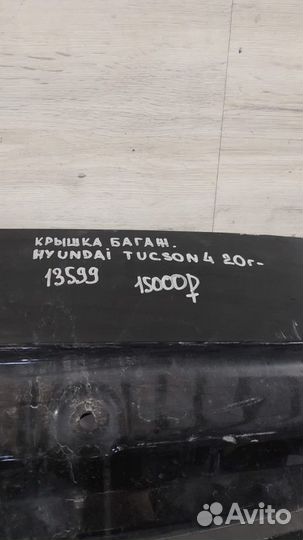 КРЫШКА БАГАЖ.
HYUNDAi TUCSON 4 20г-
13599 15000₽
Avito